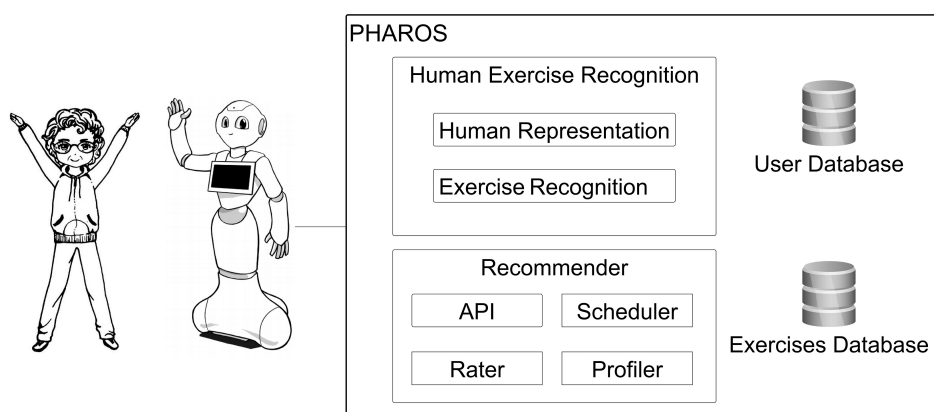 PHAROS
Human Exercise Recognition
Human Representation
Exercise Recognition
User Database
Recommender
API
Scheduler
Rater
Profiler
Exercises Database